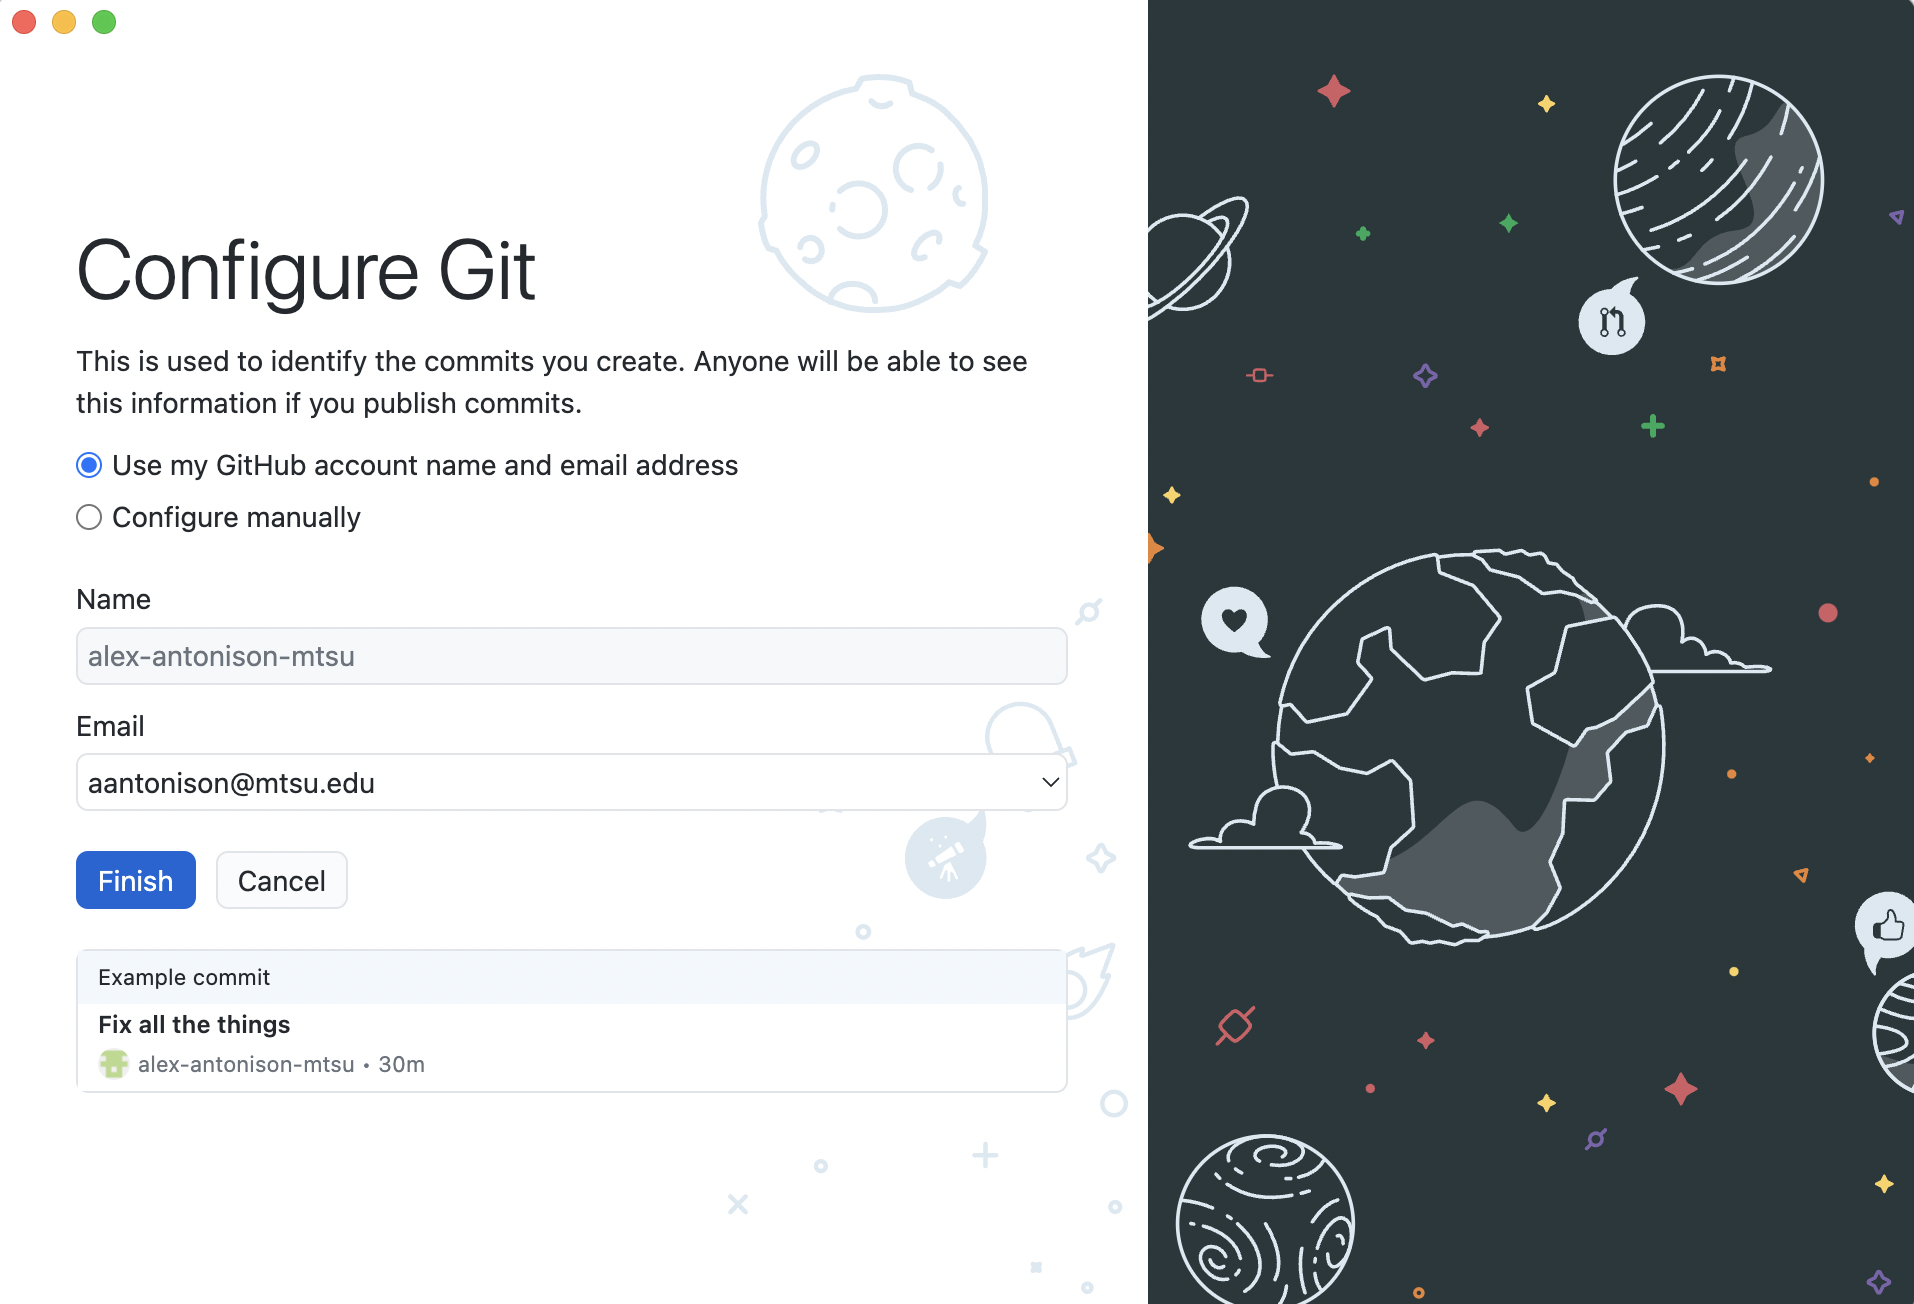 Configure Git
This is used to identify the commits you create. Anyone will be able to see
this information if you publish commits.
Use my GitHub account name and email address
Configure manually
Name
alex-antonison-mtsu
Email
aantonison@mtsu.edu
Finish
Cancel
Example commit
Fix all the things
alex-antonison-mtsu • 30m